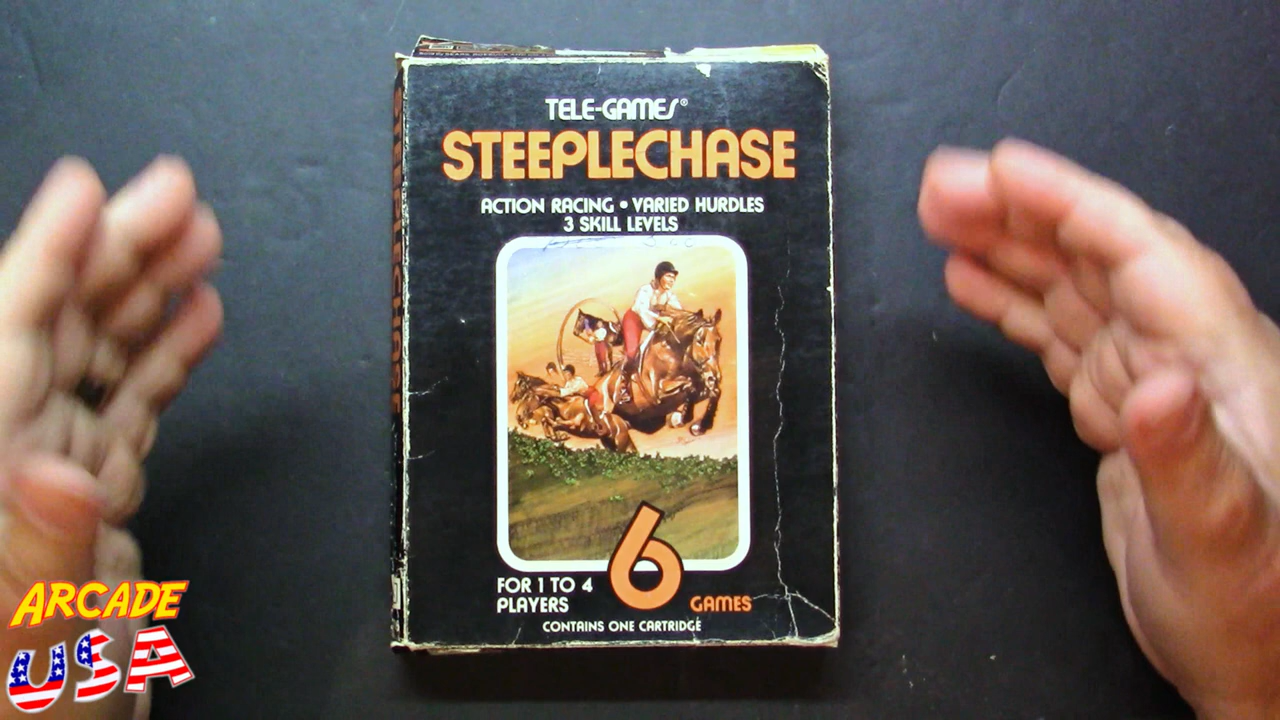 TELE-GAMES®
STEEPLECHASE
ACTION RACING • VARIED HURDLES
3 SKILL LEVELS
6
FOR 1 TO 4
PLAYERS
GAMES
CONTAINS ONE CARTRIDGE
STEEPLECHASE
ARCADE
USA